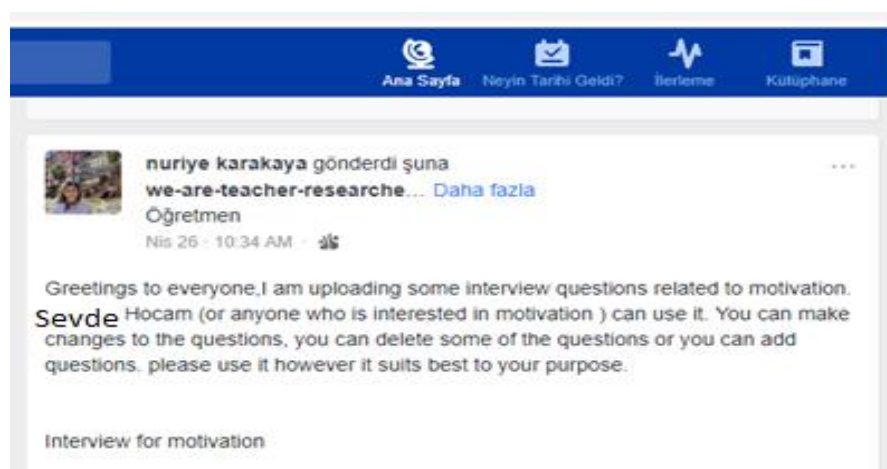 Ana Sayfa Neyin Tarihi Geldi? İlerleme Kütüphane
nuriye karakaya gönderdi şuna
we-are-teacher-researche... Daha fazla
Öğretmen
Nis 26 · 10:34 AM ·
Greetings to everyone,I am uploading some interview questions related to motivation.
Sevde Hocam (or anyone who is interested in motivation ) can use it. You can make
changes to the questions, you can delete some of the questions or you can add
questions. please use it however it suits best to your purpose.
Interview for motivation